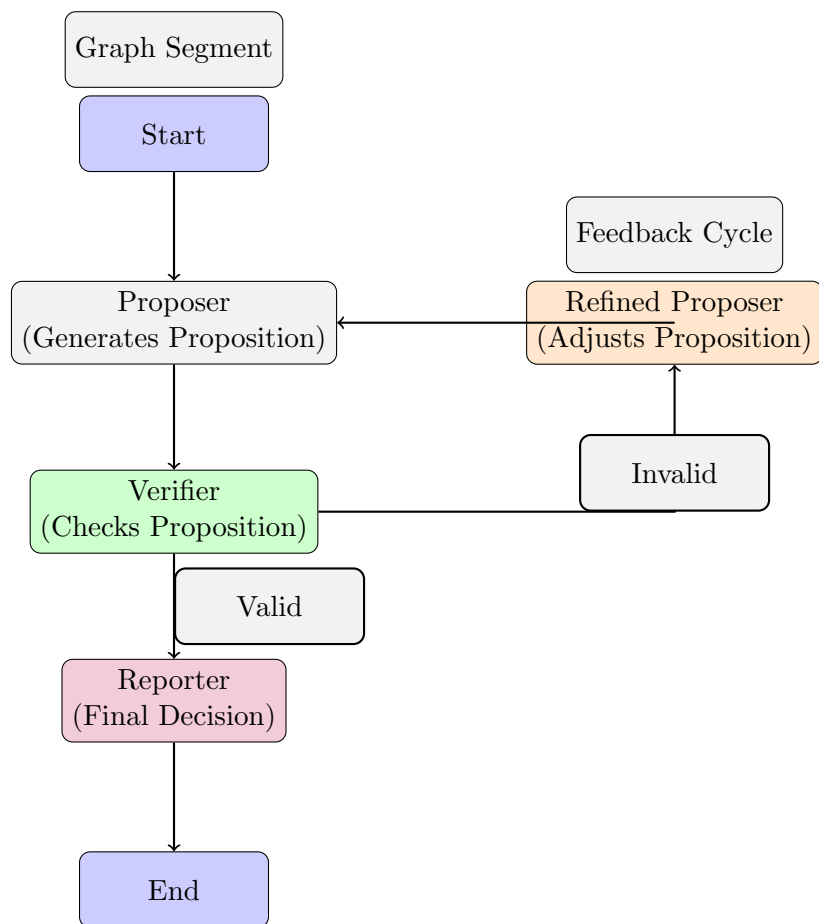 Graph Segment
Start
Feedback Cycle
Proposer
(Generates Proposition)
Refined Proposer
(Adjusts Proposition)
Invalid
Verifier
(Checks Proposition)
Valid
Reporter
(Final Decision)
End